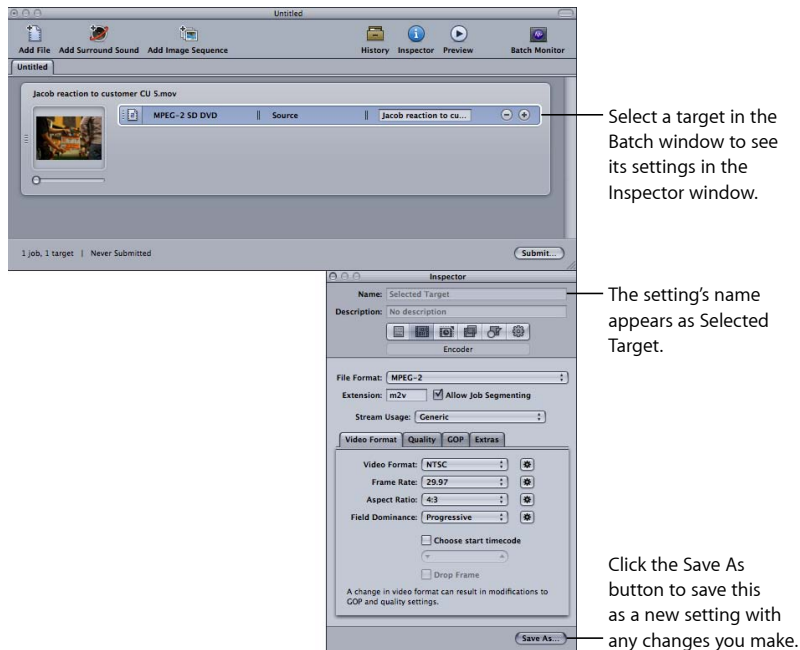 Untitled
Add File Add Surround Sound Add Image Sequence History Inspector Preview Batch Monitor
Untitled
Jacob reaction to customer CU 5.mov
MPEG-2 SD DVD Source Jacob reaction to cu...
Select a target in the
Batch window to see
its settings in the
Inspector window.
1 job, 1 target | Never Submitted Submit...
Inspector
Name: Selected Target
Description: No description
Encoder
The setting's name
appears as Selected
Target.
File Format: MPEG-2
Extension: m2v Allow Job Segmenting
Stream Usage: Generic
Video Format Quality GOP Extras
Video Format: NTSC
Frame Rate: 29.97
Aspect Ratio: 4:3
Field Dominance: Progressive
Choose start timecode
Drop Frame
A change in video format can result in modifications to
GOP and quality settings.
Save As...
Click the Save As
button to save this
as a new setting with
any changes you make.